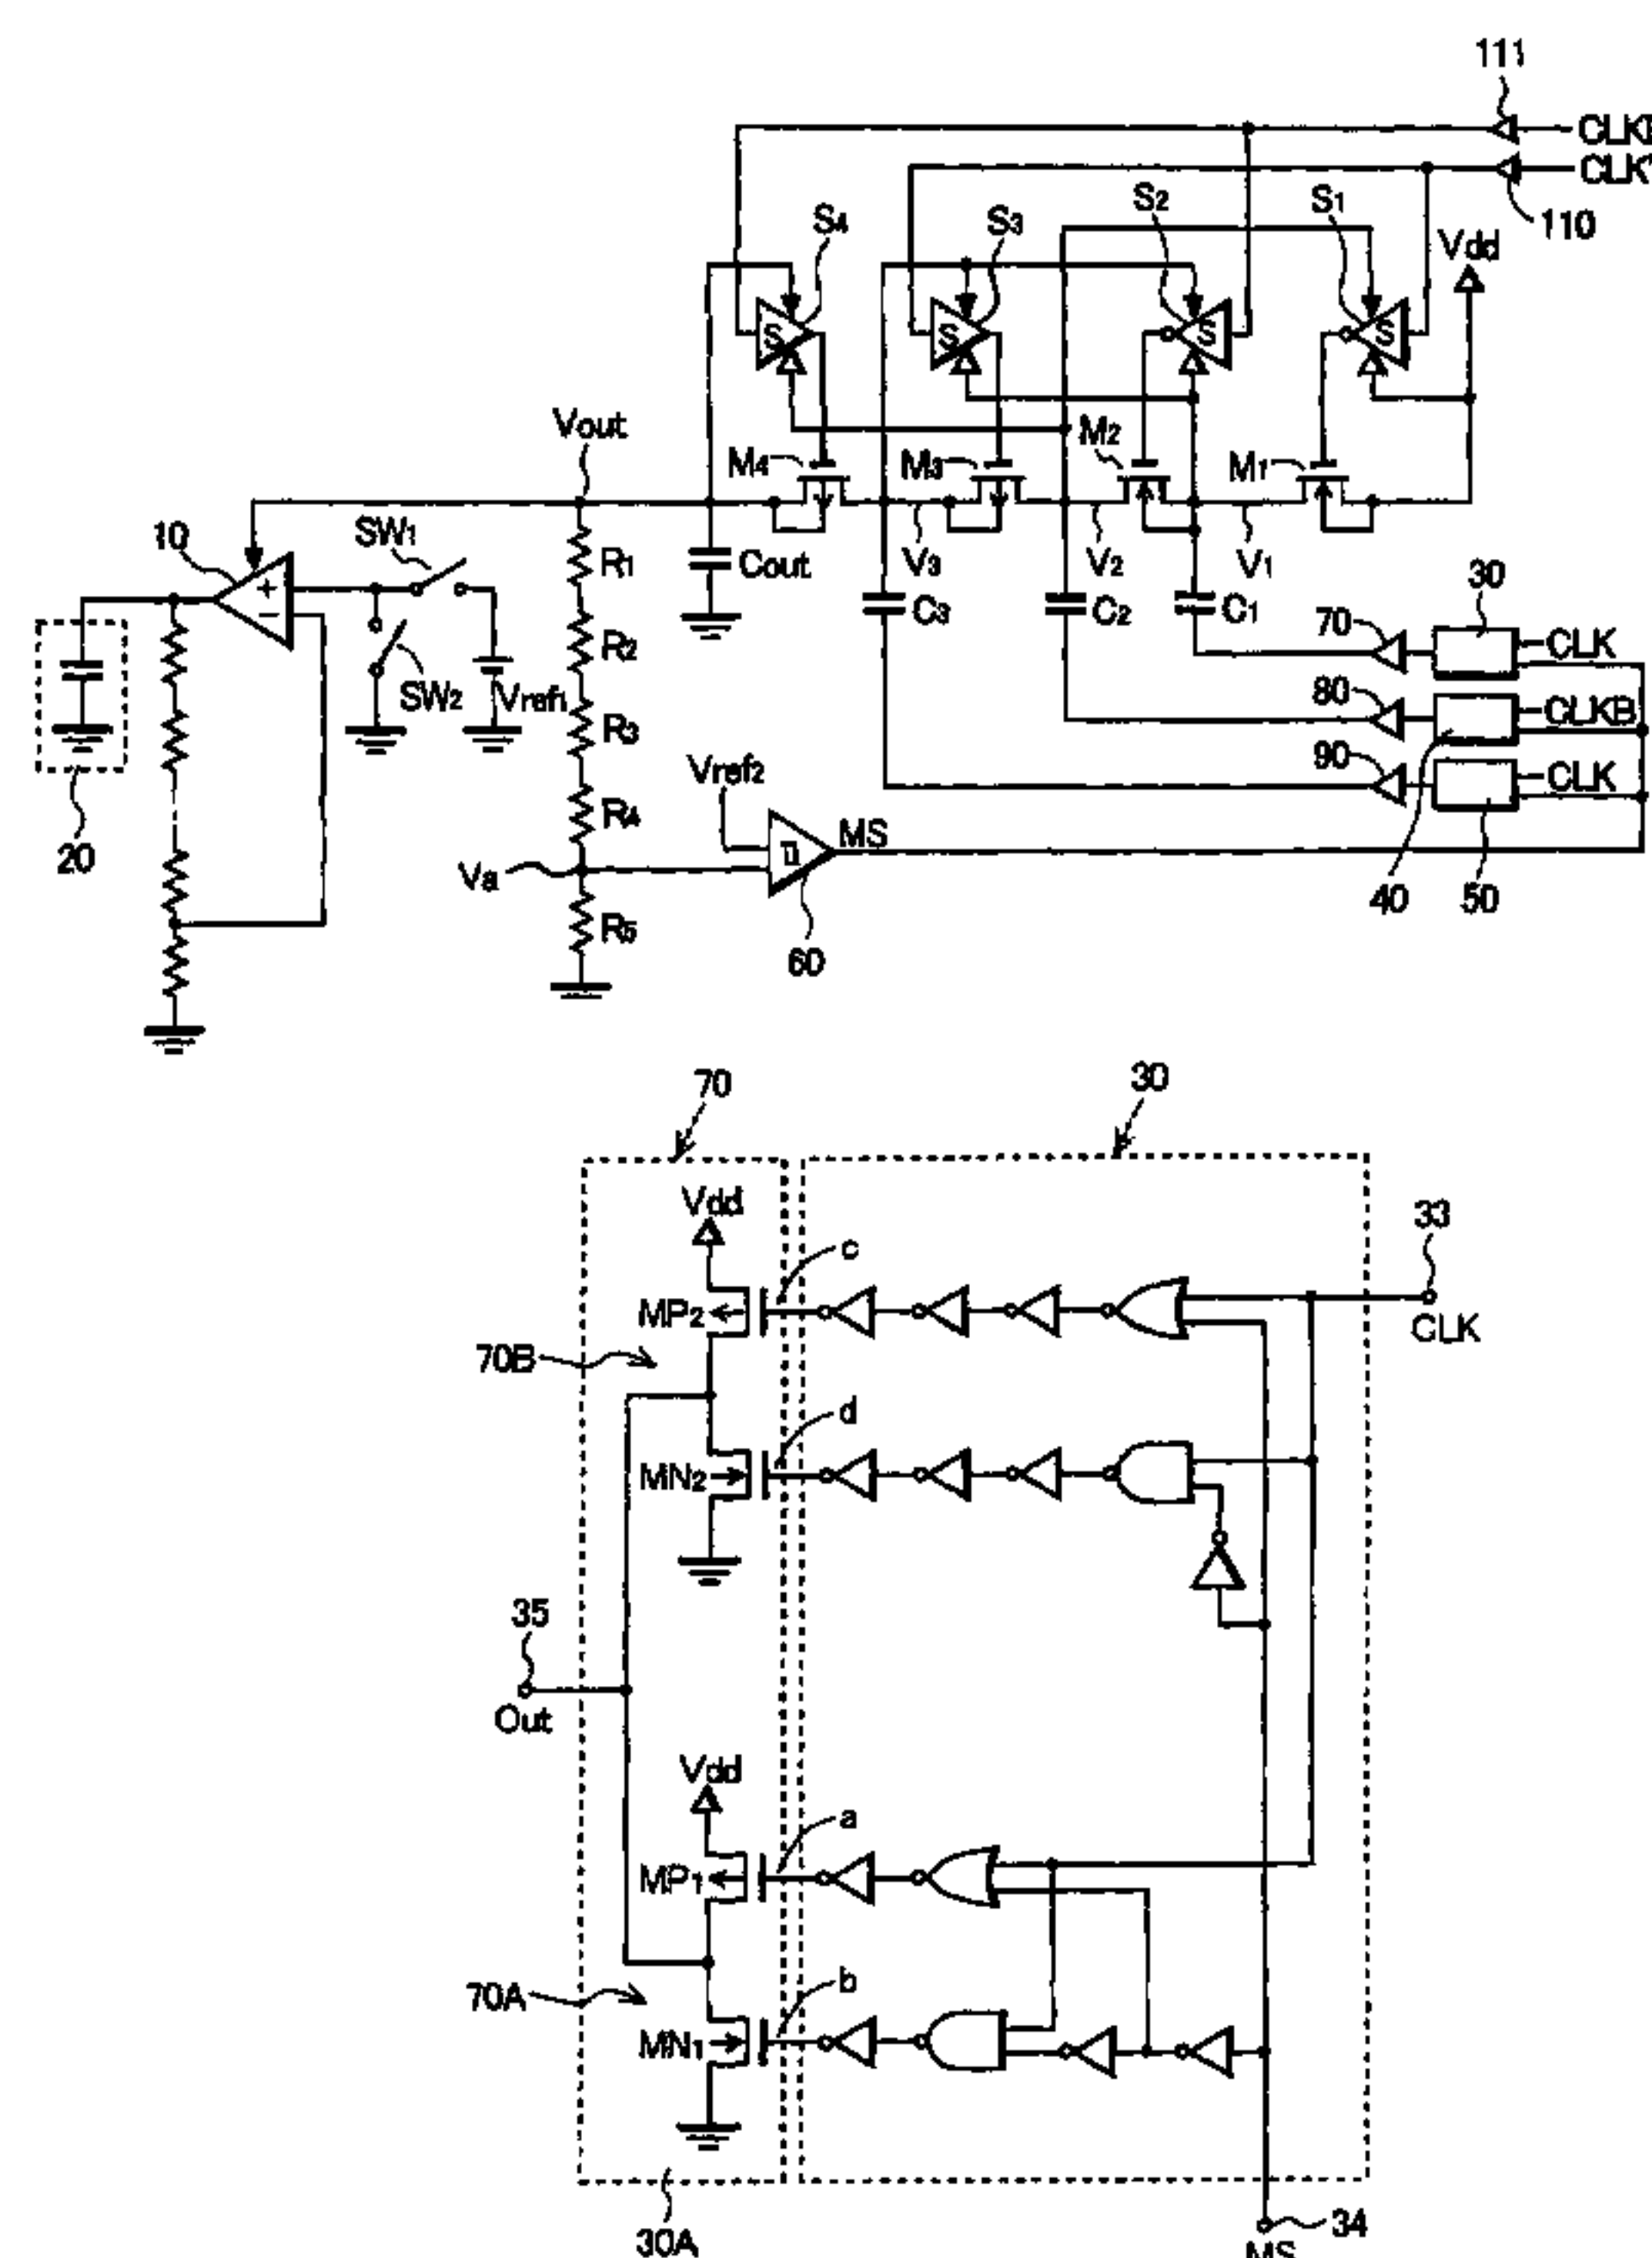 111
CLK
CLK'
110
S4
S3
S2
S1
Vdd
S
S
S
S
Vout
M4
M3
M2
M1
10
SW1
+
−
R1
Cout
V3
V2
V1
C3
C2
C1
30
70
CLK
R2
SW2
Vref1
80
CLKB
R3
Vref2
90
CLK
R4
MS
20
Va
40
50
R5
60
70
30
Vdd
c
33
MP2
CLK
70B
d
MN2
35
Out
Vdd
a
MP1
70A
b
MN1
30A
34
MS